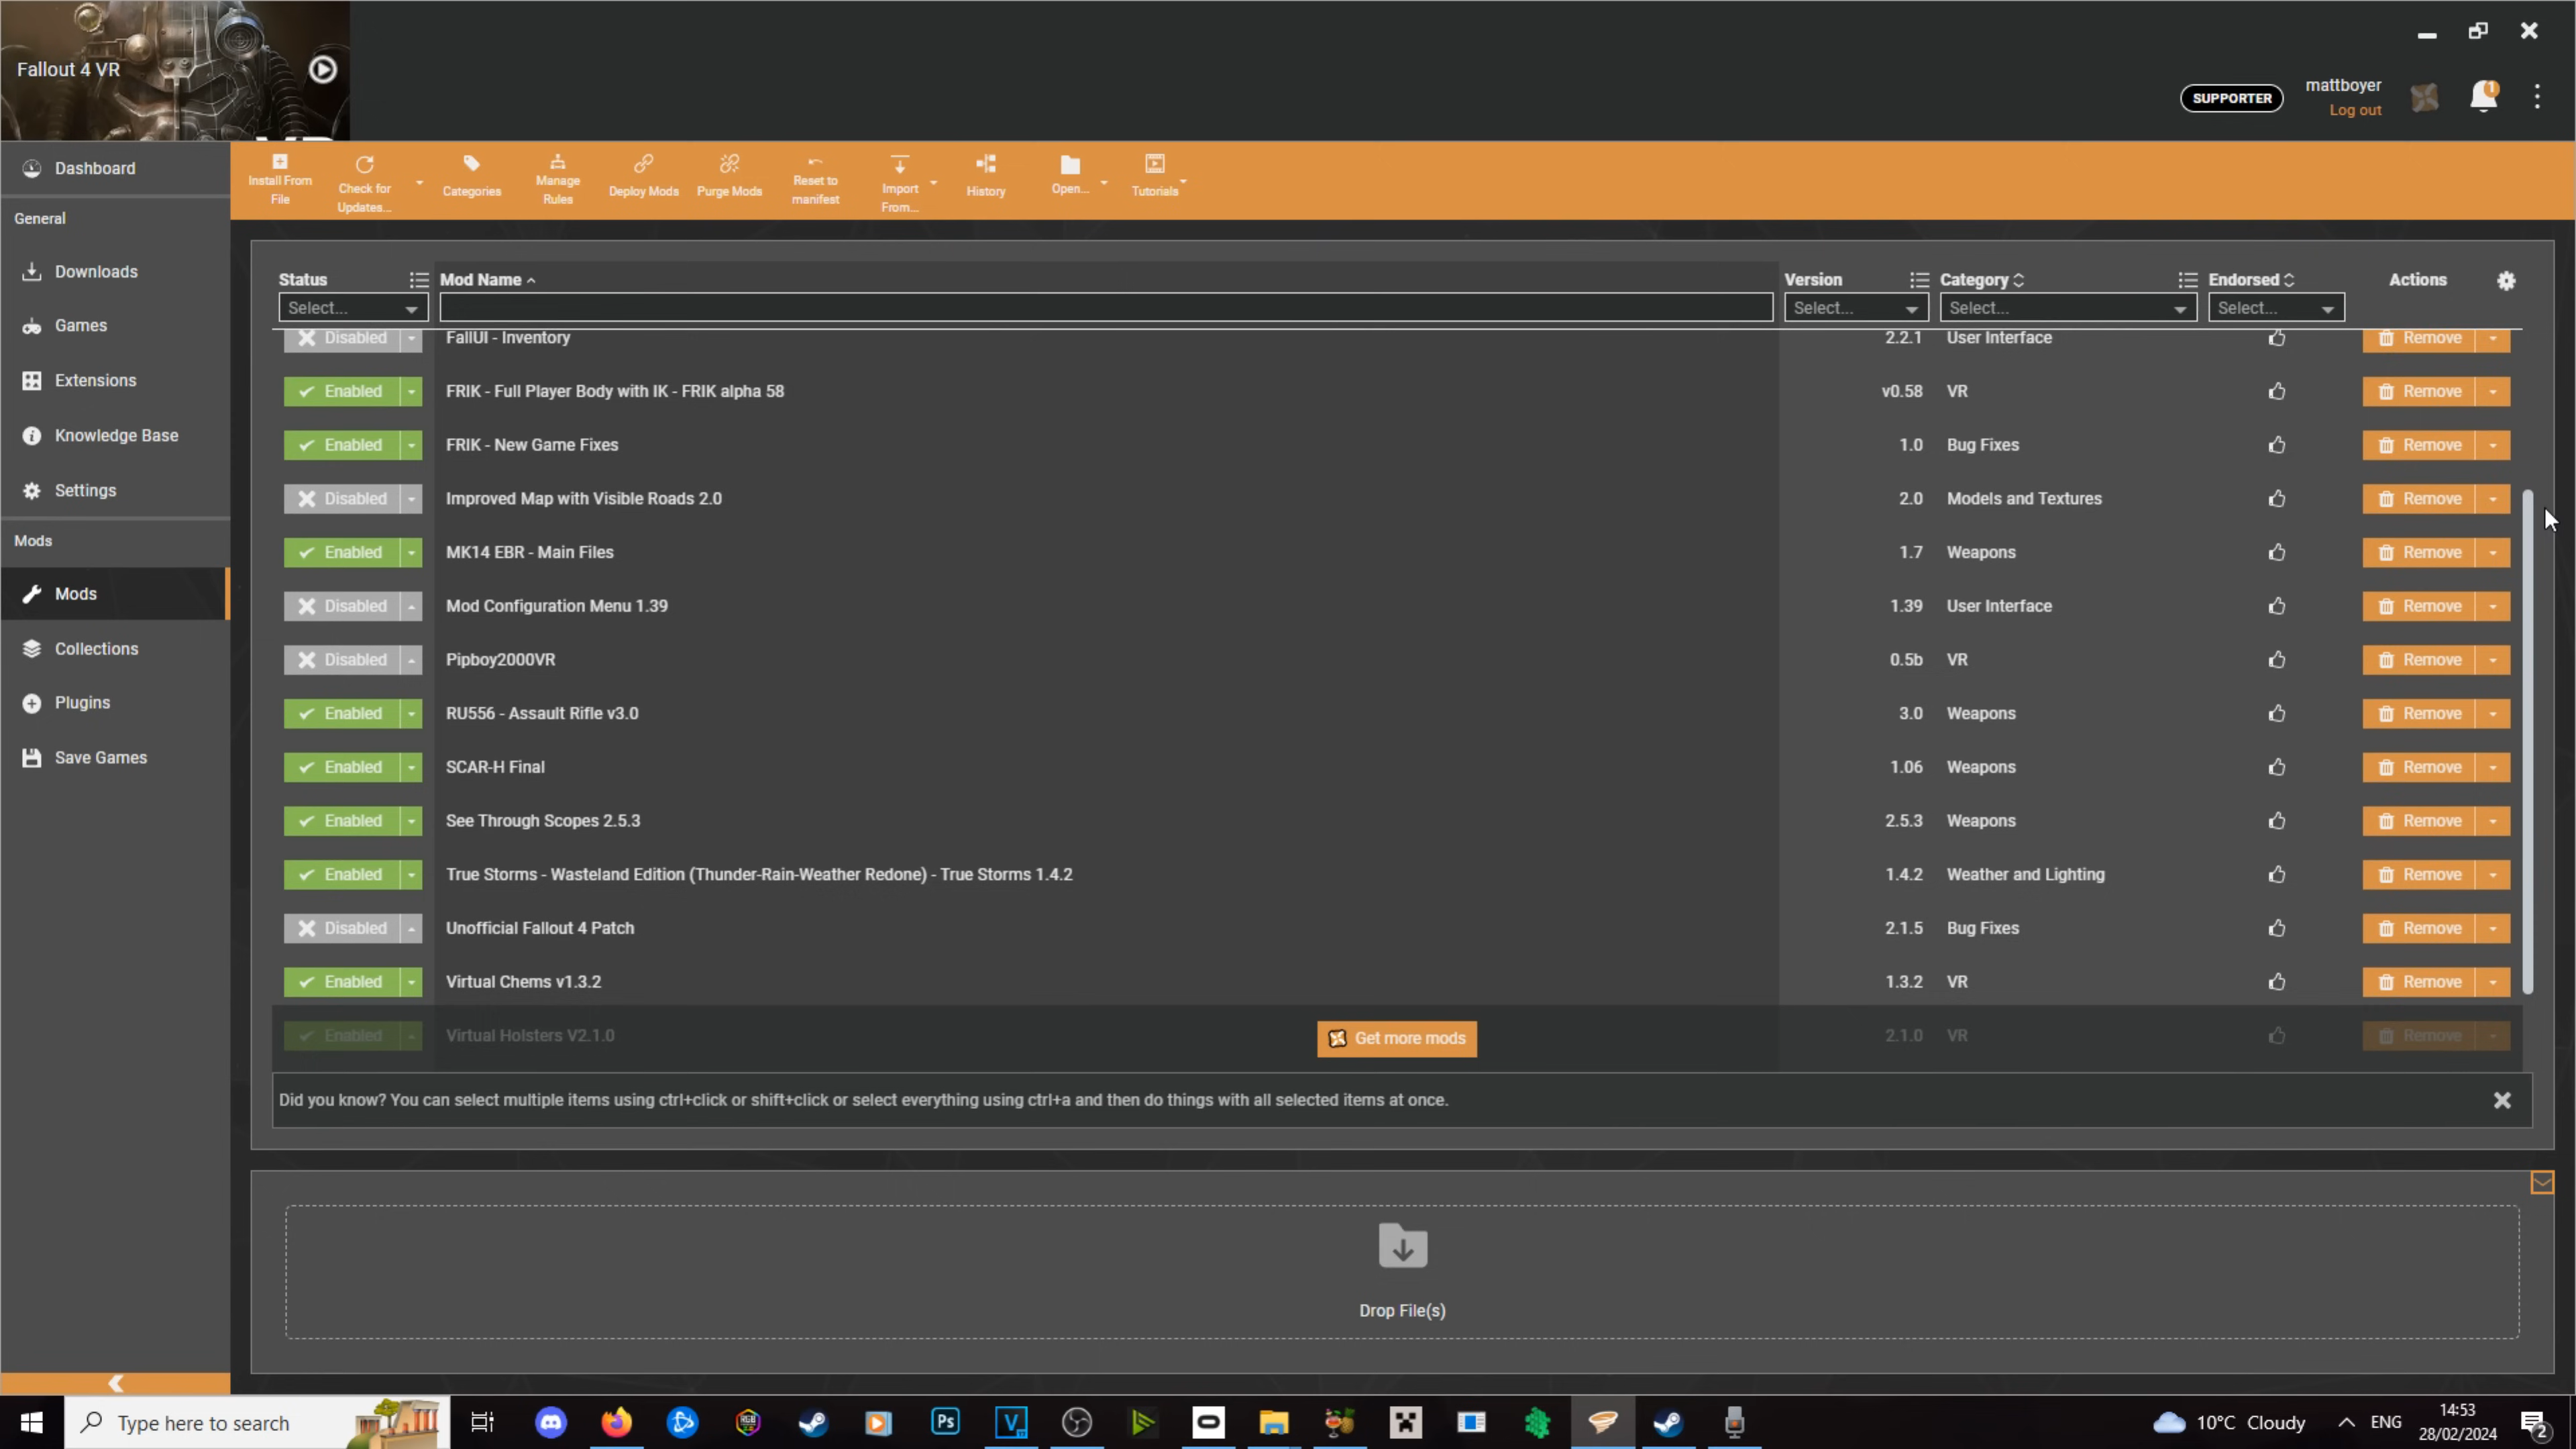 Fallout 4 VR
SUPPORTER
mattboyer
Log out
1
Dashboard
General
Downloads
Games
Extensions
Knowledge Base
Settings
Mods
Mods
Collections
Plugins
Save Games
Install From File
Check for Updates...
Categories
Manage Rules
Deploy Mods
Purge Mods
Reset to manifest
Import From...
History
Open...
Tutorials
Status Mod Name Version Category Endorsed Actions
Select... Select... Select... Select...
Disabled FallUI - Inventory 2.2.1 User Interface Remove
Enabled FRIK - Full Player Body with IK - FRIK alpha 58 v0.58 VR Remove
Enabled FRIK - New Game Fixes 1.0 Bug Fixes Remove
Disabled Improved Map with Visible Roads 2.0 2.0 Models and Textures Remove
Enabled MK14 EBR - Main Files 1.7 Weapons Remove
Disabled Mod Configuration Menu 1.39 1.39 User Interface Remove
Disabled Pipboy2000VR 0.5b VR Remove
Enabled RU556 - Assault Rifle v3.0 3.0 Weapons Remove
Enabled SCAR-H Final 1.06 Weapons Remove
Enabled See Through Scopes 2.5.3 2.5.3 Weapons Remove
Enabled True Storms - Wasteland Edition (Thunder-Rain-Weather Redone) - True Storms 1.4.2 1.4.2 Weather and Lighting Remove
Disabled Unofficial Fallout 4 Patch 2.1.5 Bug Fixes Remove
Enabled Virtual Chems v1.3.2 1.3.2 VR Remove
Enabled Virtual Holsters V2.1.0 2.1.0 VR Remove
Get more mods
Did you know? You can select multiple items using ctrl+click or shift+click or select everything using ctrl+a and then do things with all selected items at once.
Drop File(s)
Type here to search
Ps
V
10°C Cloudy
ENG
14:53
28/02/2024
2